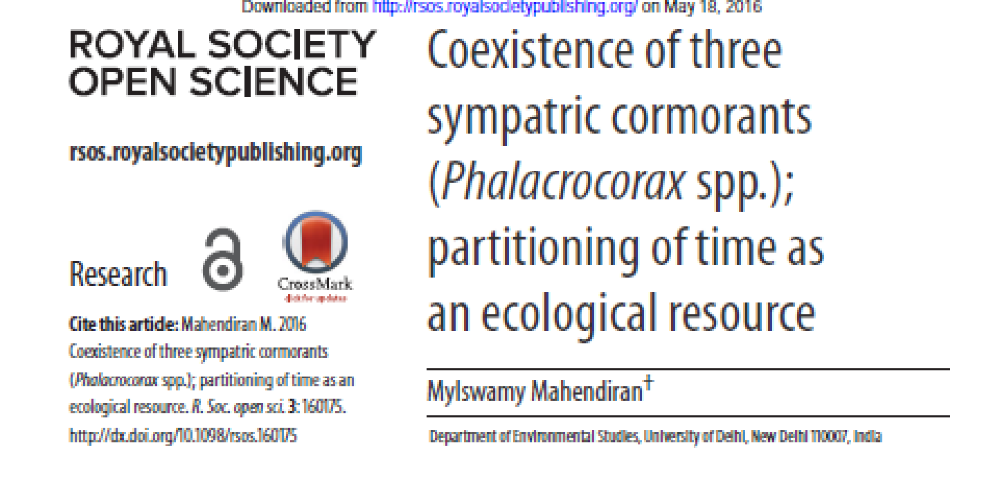 Downloaded from http://rsos.royalsocietypublishing.org/ on May 18, 2016
ROYAL SOCIETY
OPEN SCIENCE
rsos.royalsocietypublishing.org
Research
CrossMark
click for updates
Cite this article: Mahendiran M. 2016
Coexistence of three sympatric cormorants
(Phalacrocorax spp.); partitioning of time as an
ecological resource. R. Soc. open sci. 3: 160175.
http://dx.doi.org/10.1098/rsos.160175
Coexistence of three
sympatric cormorants
(Phalacrocorax spp.);
partitioning of time as
an ecological resource
Mylswamy Mahendiran†
Department of Environmental Studies, University of Delhi, New Delhi 110007, India